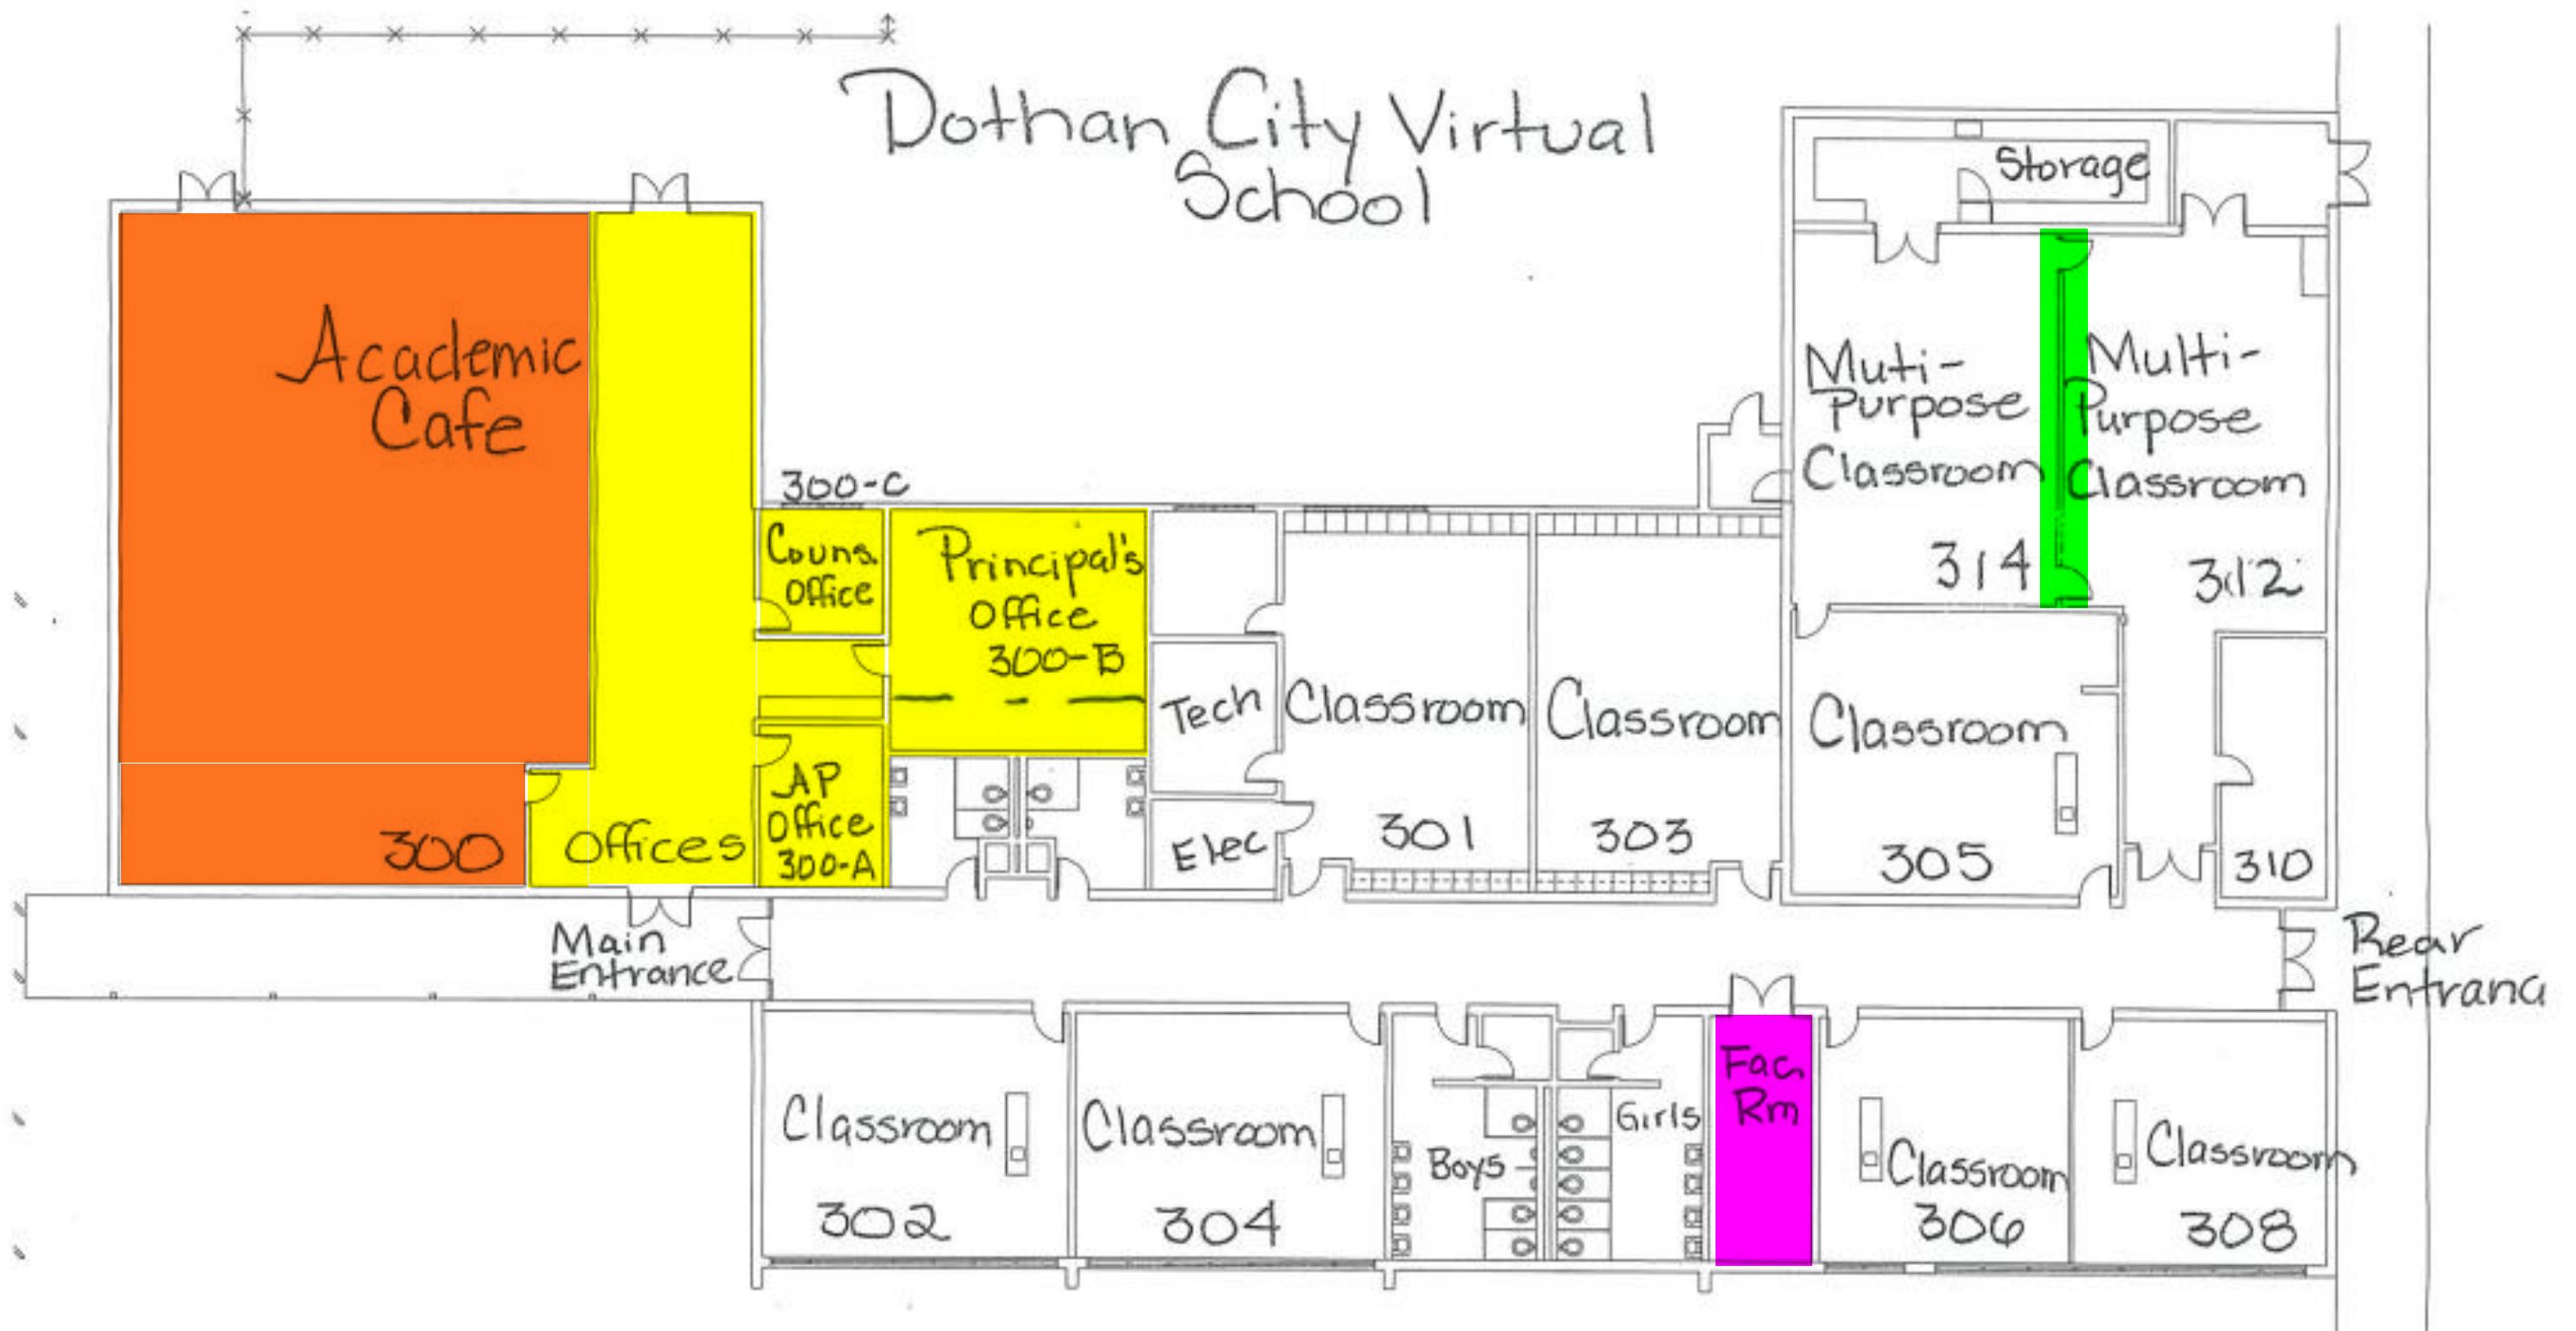 Dothan City Virtual
School
Storage
Academic
Cafe
300
Offices
300-C
Couns.
Office
Principal's
Office
300-B
AP
Office
300-A
Tech
Elec
Classroom
301
Classroom
303
Muti-
Purpose
Classroom
314
Multi-
Purpose
Classroom
312
Classroom
305
310
Main
Entrance
Rear
Entranc
Classroom
302
Classroom
304
Boys
Girls
Fac
Rm
Classroom
306
Classroom
308